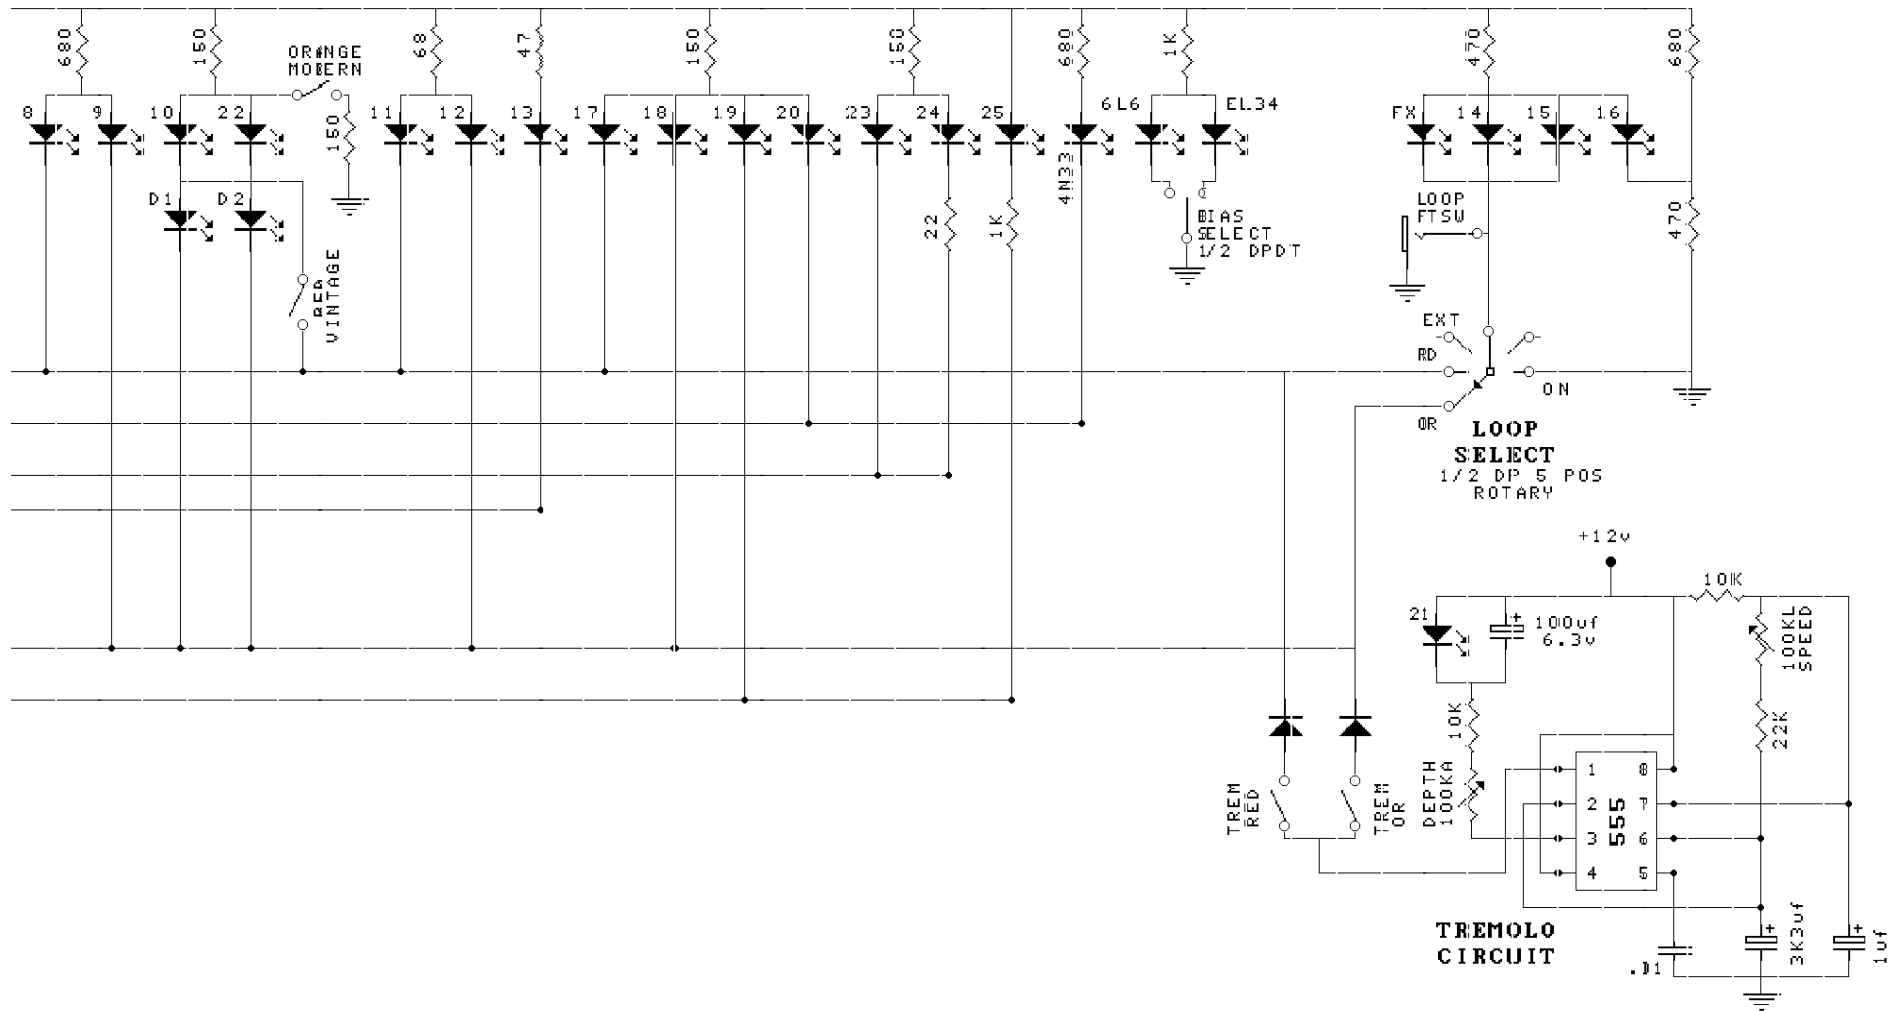 680
150
ORANGE
MODERN
68
47
150
150
680
1K
470
680
8
9
10
22
150
11
12
13
17
18
19
20
23
24
25
4N33
6L6
EL34
FX
14
15
16
D1
D2
RED
VINTAGE
22
1K
BIAS
SELECT
1/2 DPDT
LOOP
FTSW
470
EXT
RD
OR
ON
LOOP
SELECT
1/2 DP 5 POS
ROTARY
+12v
10K
21
+
100uf
6.3v
100KL
SPEED
10K
22K
DEPTH
100KA
TREM
RED
TREM
OR
555
1
2
3
4
8
7
6
5
TREMOLO
CIRCUIT
.01
+
3K3uf
+
1uf